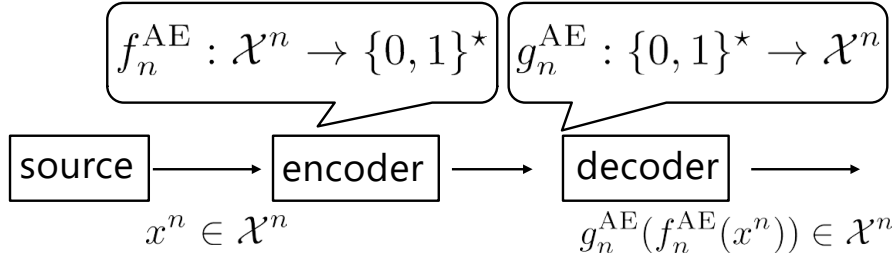 f_n^{AE} : 𝒳^n → {0, 1}^⋆ g_n^{AE} : {0, 1}^⋆ → 𝒳^n
source encoder decoder
x^n ∈ 𝒳^n g_n^{AE}(f_n^{AE}(x^n)) ∈ 𝒳^n